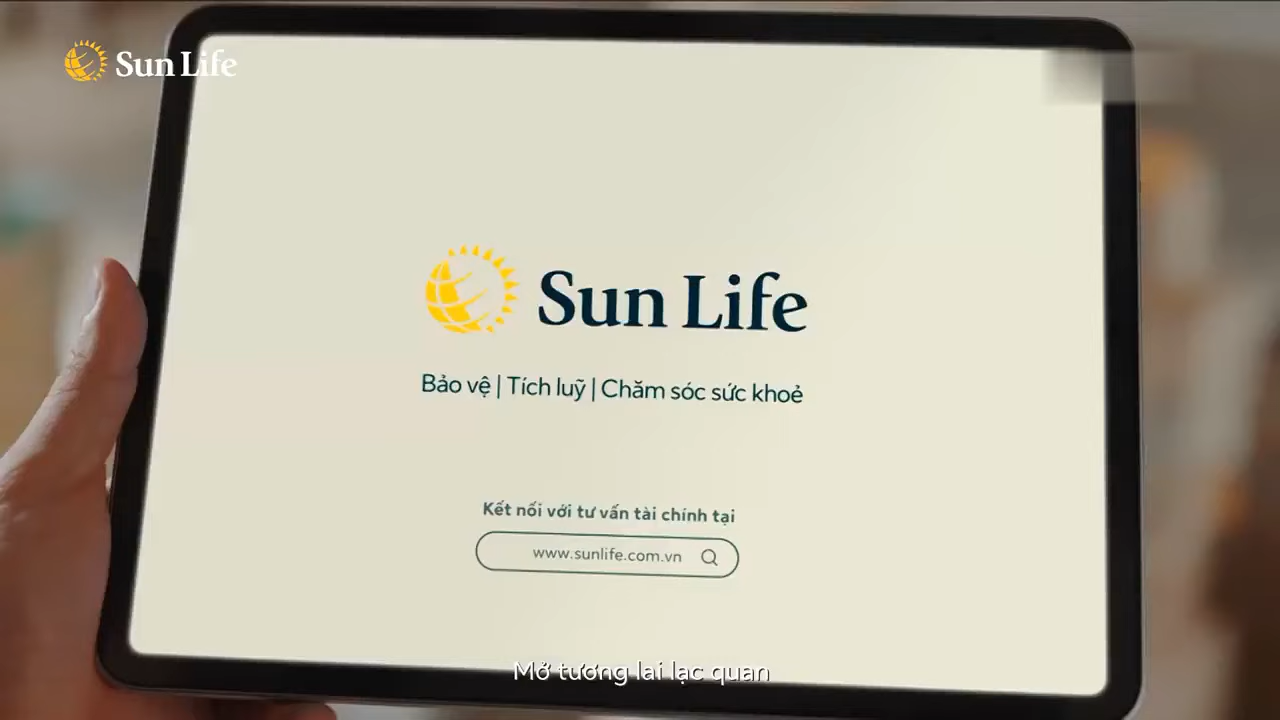 Sun Life
Sun Life
Bảo vệ | Tích luỹ | Chăm sóc sức khoẻ
Kết nối với tư vấn tài chính tại
www.sunlife.com.vn
Mở tương lai lạc quan